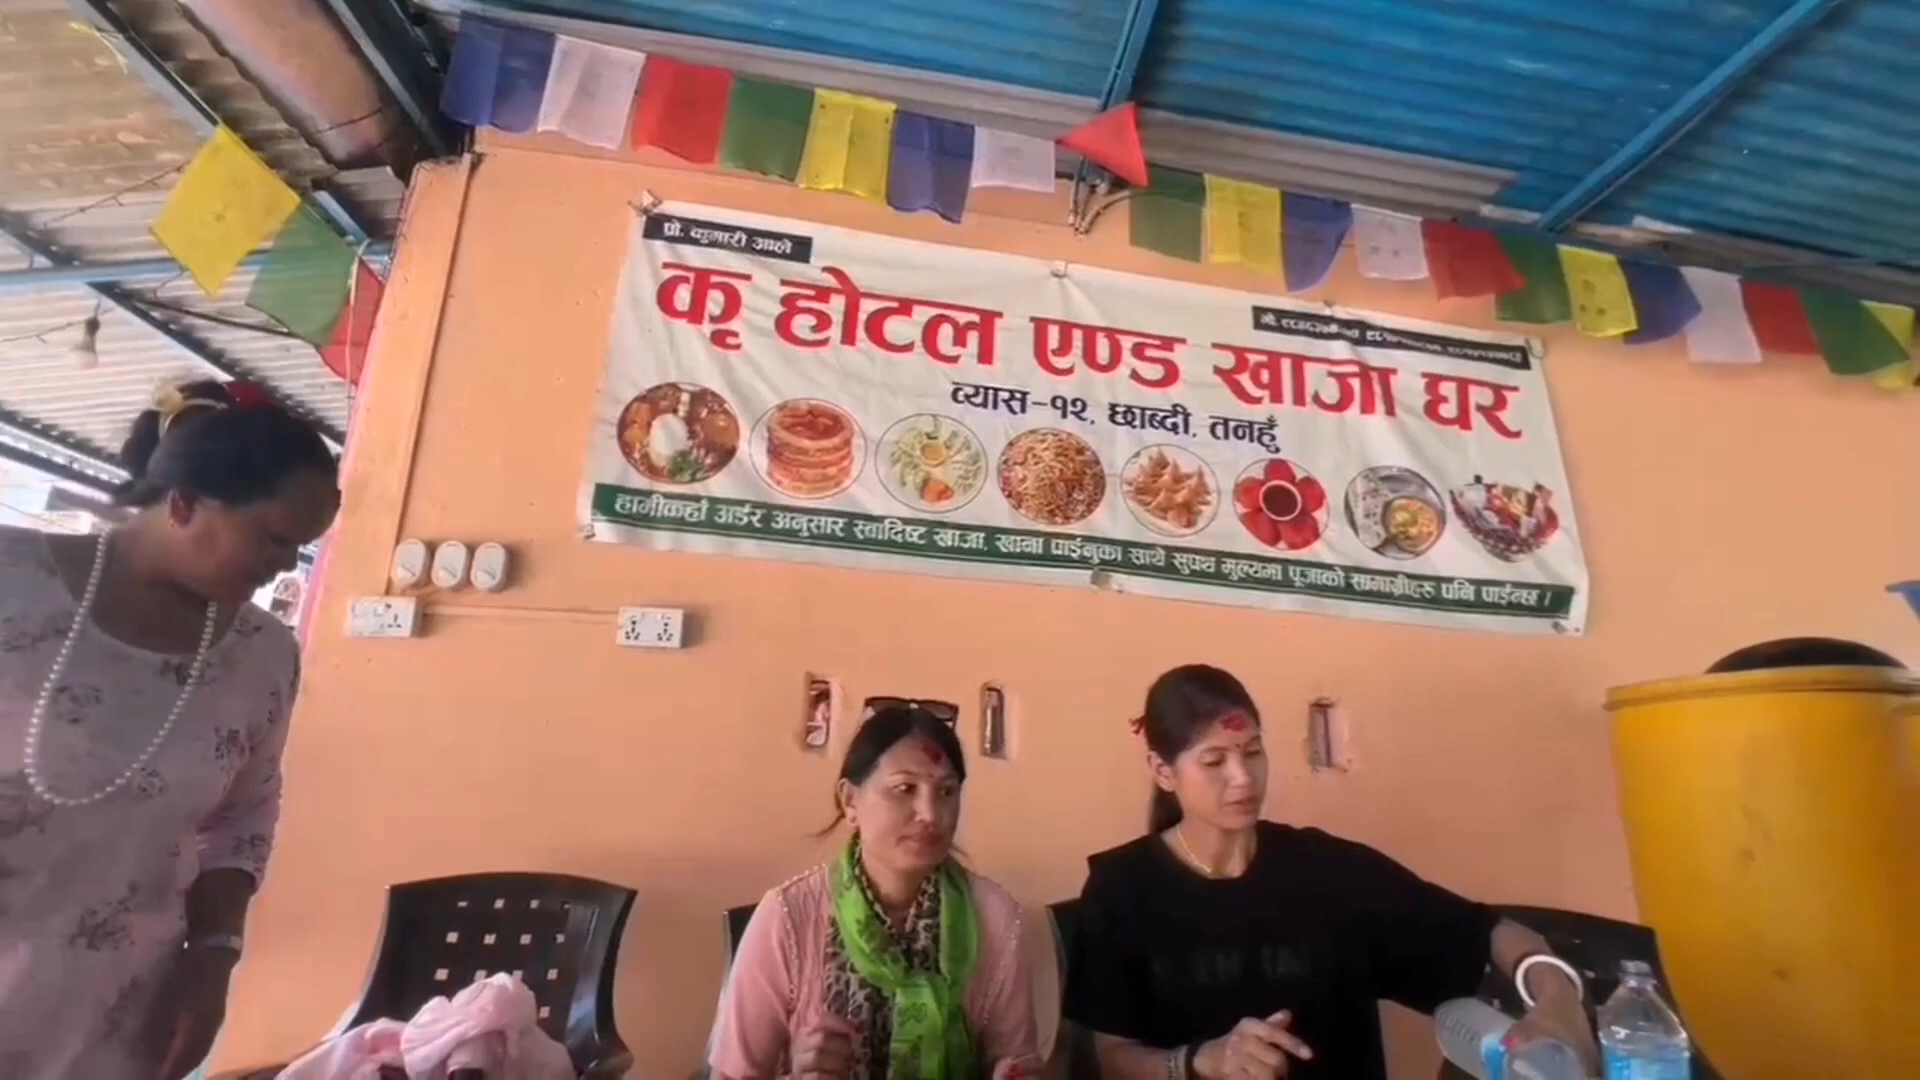 प्रो. कुमारी आले
कृ होटल एण्ड खाजा घर
व्यास-१२, छाब्दी, तनहुँ
हामीकहाँ अर्डर अनुसार स्वादिष्ट खाजा, खाना पाईनुका साथै सुपथ मुल्यमा पूजाको सामाग्रीहरु पनि पाईन्छ ।